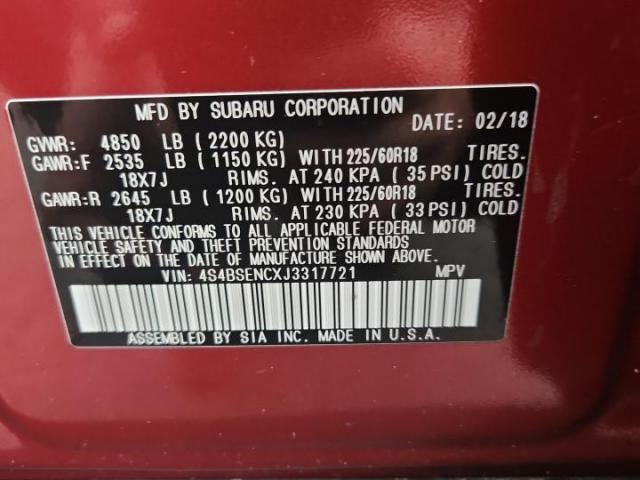 MFD BY SUBARU CORPORATION
DATE: 02/18
GVWR: 4850 LB ( 2200 KG)
GAWR:F 2535 LB ( 1150 KG) WITH 225/60R18 TIRES.
18X7J RIMS. AT 240 KPA ( 35 PSI) COLD
GAWR:R 2645 LB ( 1200 KG) WITH 225/60R18 TIRES.
18X7J RIMS. AT 230 KPA ( 33 PSI) COLD
THIS VEHICLE CONFORMS TO ALL APPLICABLE FEDERAL MOTOR
VEHICLE SAFETY AND THEFT PREVENTION STANDARDS
IN EFFECT ON THE DATE OF MANUFACTURE SHOWN ABOVE.
VIN: 4S4BSENCXJ3317721 MPV
ASSEMBLED BY SIA INC. MADE IN U.S.A.